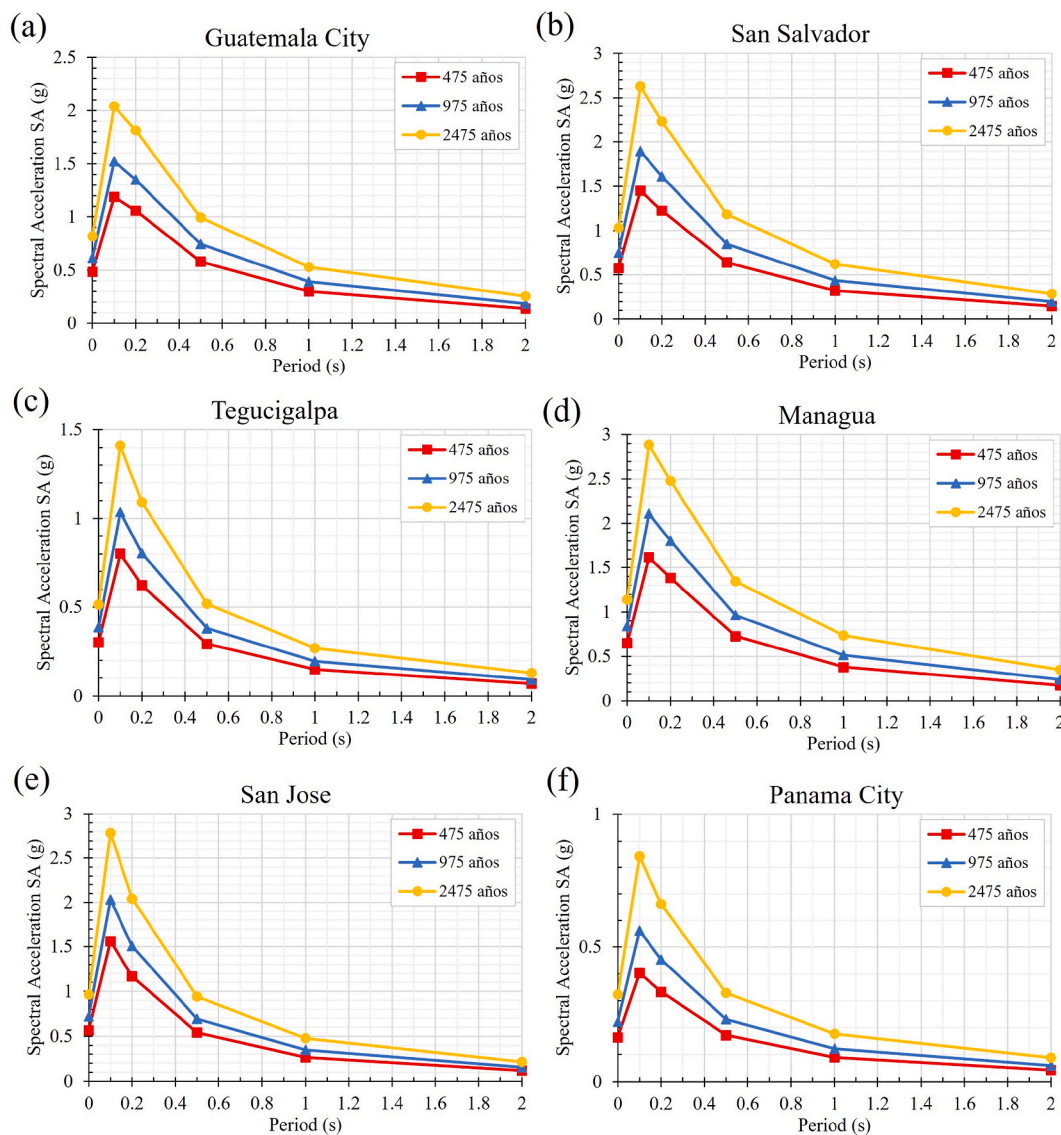 (a)
Guatemala City
Spectral Acceleration SA (g)
2.5
2
1.5
1
0.5
0
475 años
975 años
2475 años
0 0.2 0.4 0.6 0.8 1 1.2 1.4 1.6 1.8 2
Period (s)
(b)
San Salvador
Spectral Acceleration SA (g)
3
2.5
2
1.5
1
0.5
0
475 años
975 años
2475 años
0 0.2 0.4 0.6 0.8 1 1.2 1.4 1.6 1.8 2
Period (s)
(c)
Tegucigalpa
Spectral Acceleration SA (g)
1.5
1
0.5
0
475 años
975 años
2475 años
0 0.2 0.4 0.6 0.8 1 1.2 1.4 1.6 1.8 2
Period (s)
(d)
Managua
Spectral Acceleration SA (g)
3
2.5
2
1.5
1
0.5
0
475 años
975 años
2475 años
0 0.2 0.4 0.6 0.8 1 1.2 1.4 1.6 1.8 2
Period (s)
(e)
San Jose
Spectral Acceleration SA (g)
3
2.5
2
1.5
1
0.5
0
475 años
975 años
2475 años
0 0.2 0.4 0.6 0.8 1 1.2 1.4 1.6 1.8 2
Period (s)
(f)
Panama City
Spectral Acceleration SA (g)
1
0.5
0
475 años
975 años
2475 años
0 0.2 0.4 0.6 0.8 1 1.2 1.4 1.6 1.8 2
Period (s)